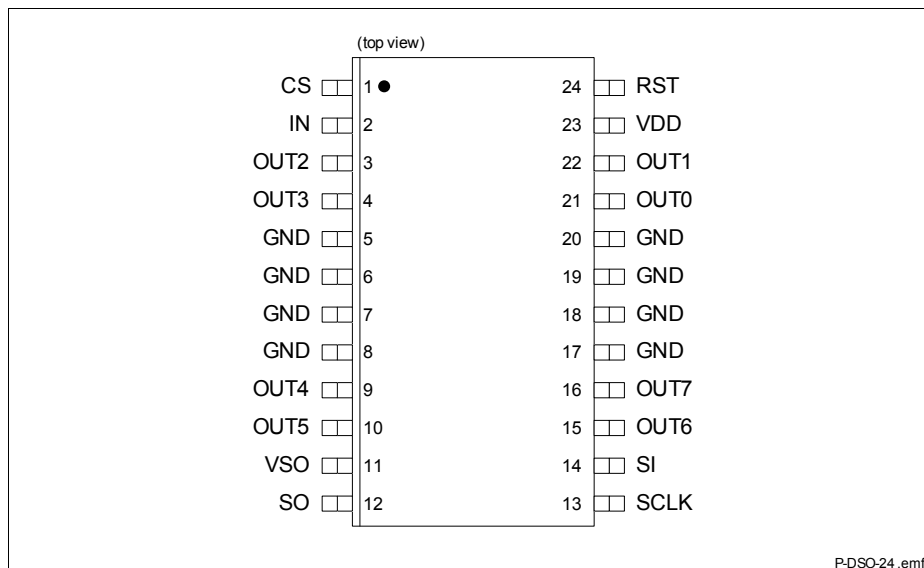 (top view)
CS 1 24 RST
IN 2 23 VDD
OUT2 3 22 OUT1
OUT3 4 21 OUT0
GND 5 20 GND
GND 6 19 GND
GND 7 18 GND
GND 8 17 GND
OUT4 9 16 OUT7
OUT5 10 15 OUT6
VSO 11 14 SI
SO 12 13 SCLK
P-DSO-24 .emf